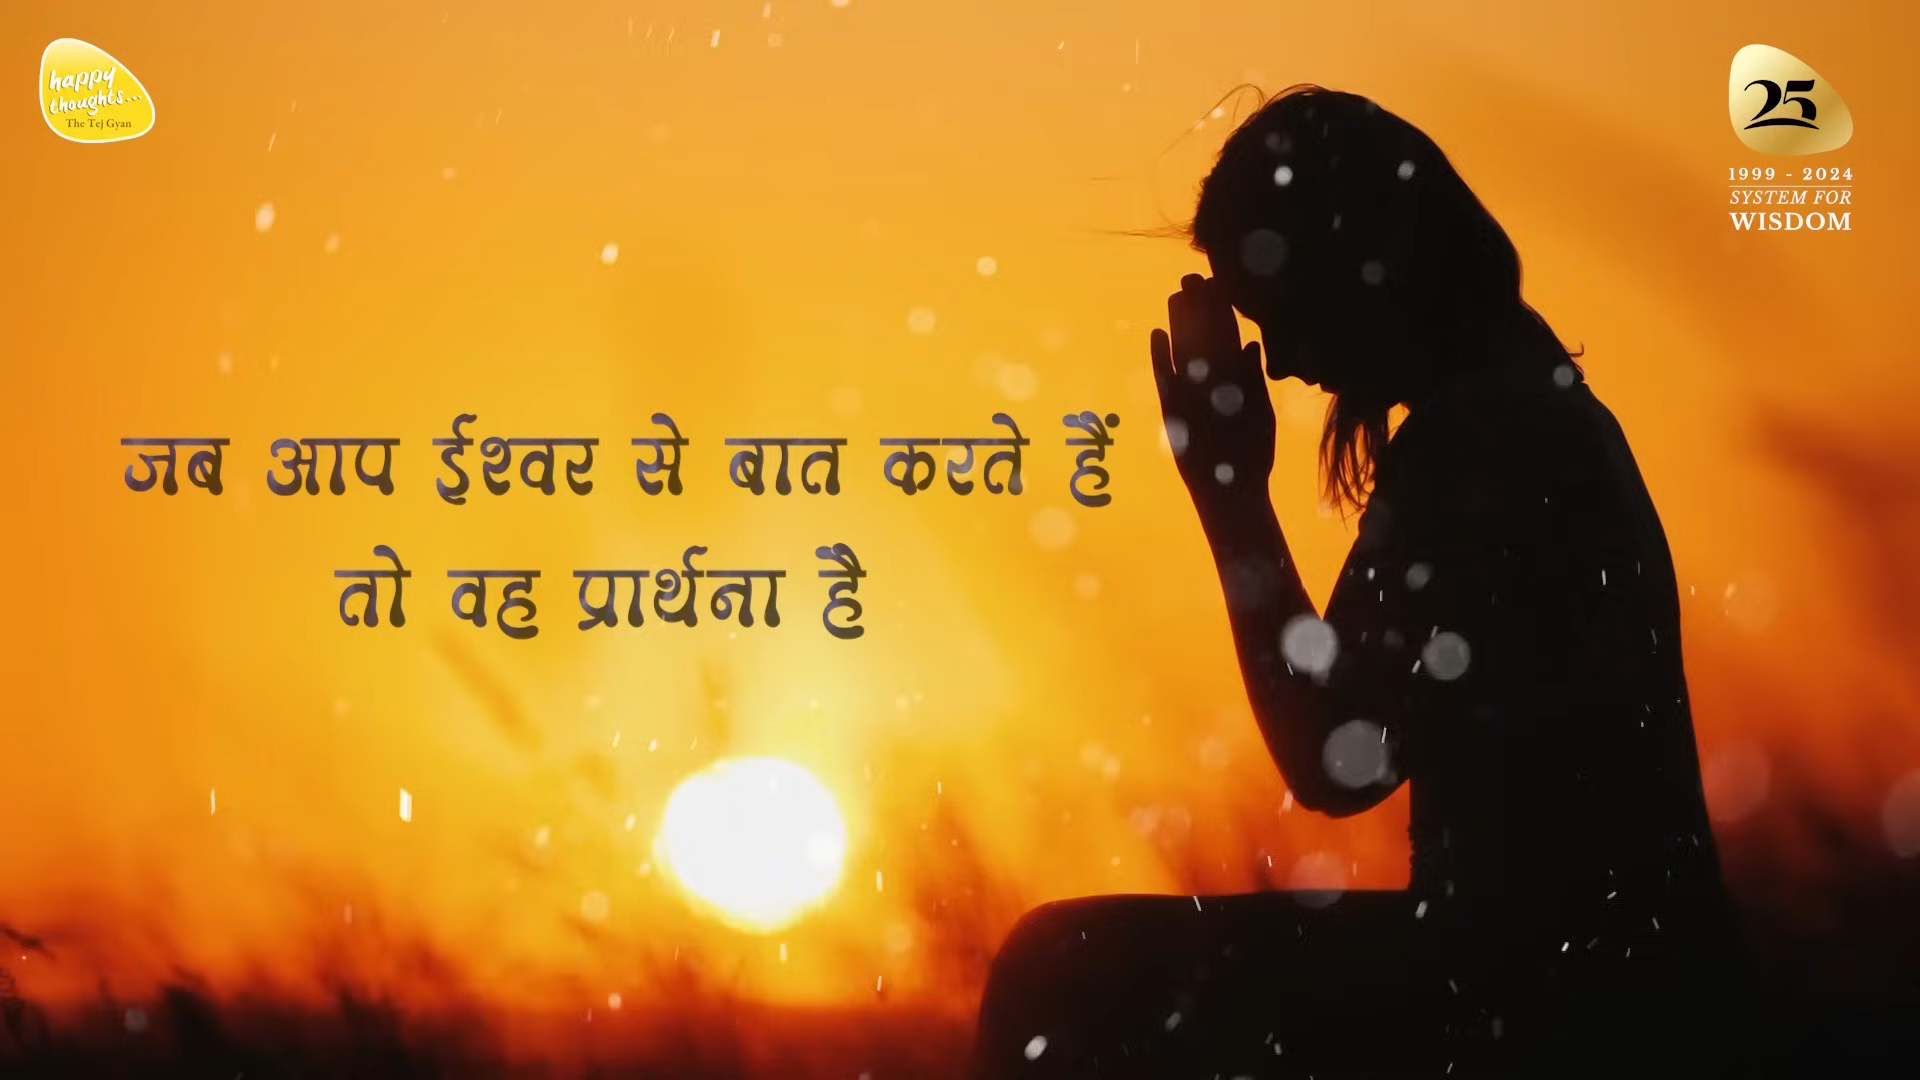 happy
thoughts...
The Tej Gyan
25
1999 - 2024
SYSTEM FOR
WISDOM
जब आप ईश्वर से बात करते हैं
तो वह प्रार्थना है